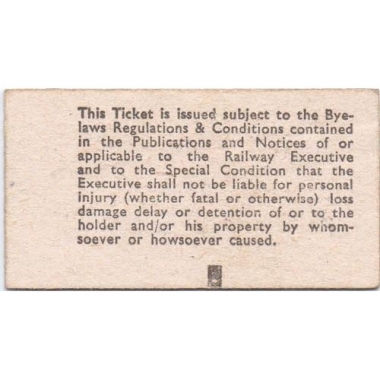 This Ticket is issued subject to the Bye-
laws Regulations & Conditions contained
in the Publications and Notices of or
applicable to the Railway Executive
and to the Special Condition that the
Executive shall not be liable for personal
injury (whether fatal or otherwise) loss
damage delay or detention of or to the
holder and/or his property by whom-
soever or howsoever caused.